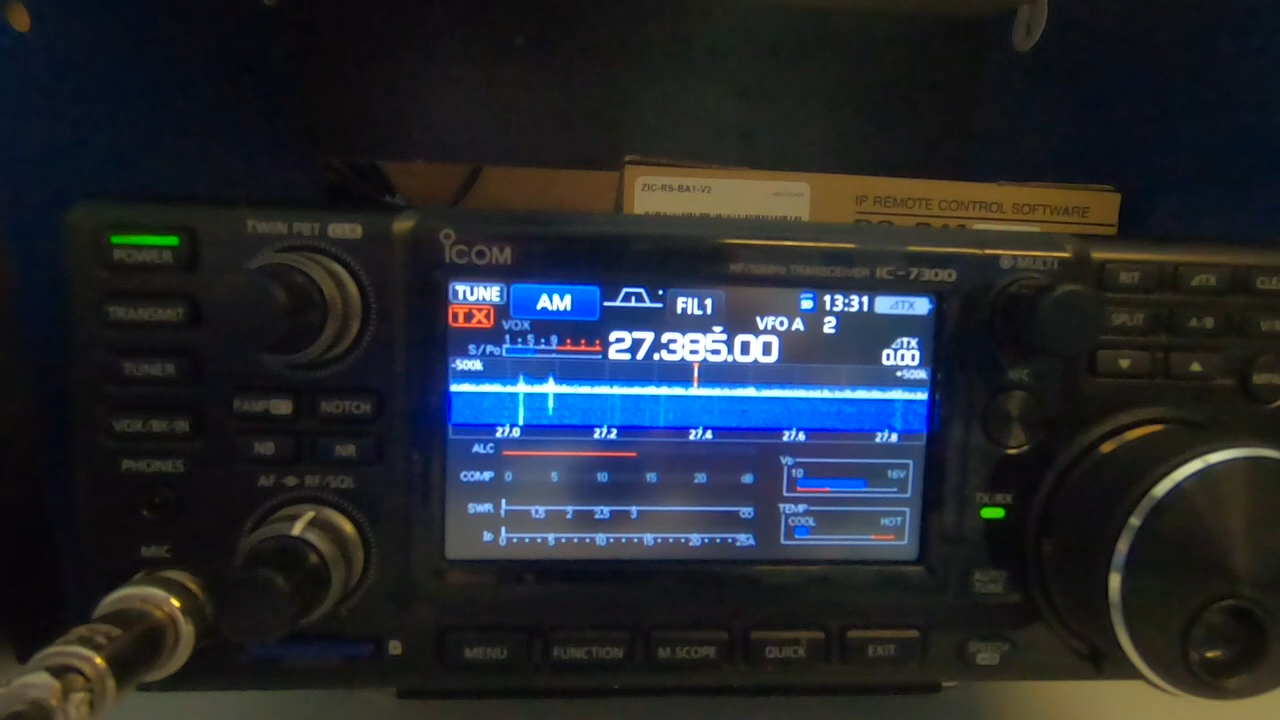 ZIC-RS-BA1-V2
IP REMOTE CONTROL SOFTWARE
POWER
TRANSMIT
TUNER
VOX/BK-IN
PHONES
MIC
TWIN PBT CLR
NOTCH
NB
NR
AF RF/SQL
ICOM
HF/50MHz TRANSCEIVER IC-7300
TUNE AM FIL1 13:31 ⊿TX
TX VOX VFO A 2
S/Po 1 5 9 27.385.00 ⊿TX 0.00
-500k +500k
27.0 27.2 27.4 27.6 27.8
ALC
COMP 0 5 10 15 20 dB
SWR 1 1.5 2 2.5 3 ∞
ID 0 5 10 15 20 25A
VD
10 16V
TEMP
COOL HOT
MENU FUNCTION M.SCOPE QUICK EXIT
MULTI
RIT ⊿TX
SPLIT A/B
TX/RX
SPEECH